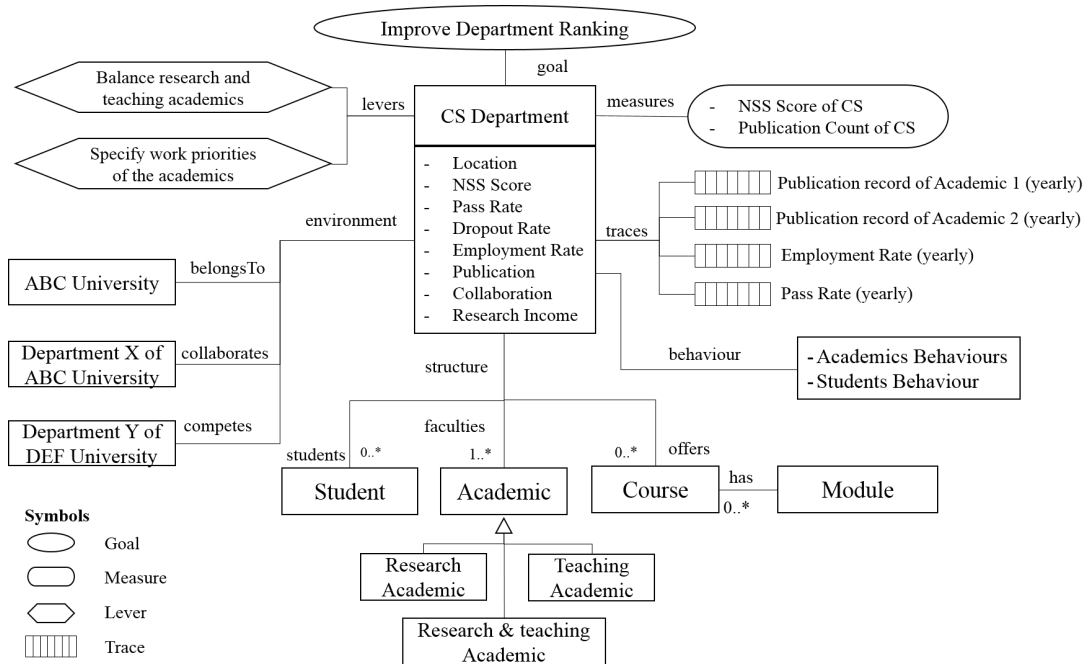 Improve Department Ranking
goal
Balance research and
teaching academics
levers
Specify work priorities
of the academics
CS Department
measures
- NSS Score of CS
- Publication Count of CS
- Location
- NSS Score
- Pass Rate
- Dropout Rate
- Employment Rate
- Publication
- Collaboration
- Research Income
traces
Publication record of Academic 1 (yearly)
Publication record of Academic 2 (yearly)
Employment Rate (yearly)
Pass Rate (yearly)
environment
belongsTo
ABC University
collaborates
Department X of
ABC University
competes
Department Y of
DEF University
behaviour
- Academics Behaviours
- Students Behaviour
structure
faculties
students
0..*
1..*
0..*
offers
Student
Academic
Course
has
0..*
Module
Research
Academic
Teaching
Academic
Research & teaching
Academic
Symbols
Goal
Measure
Lever
Trace